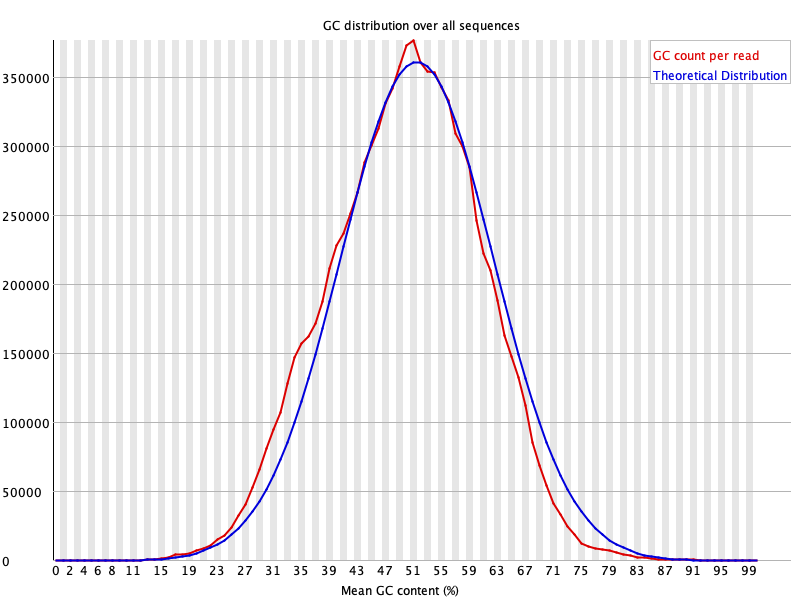 GC distribution over all sequences
GC count per read
Theoretical Distribution
350000
300000
250000
200000
150000
100000
50000
0
0 2 4 6 8 11 15 19 23 27 31 35 39 43 47 51 55 59 63 67 71 75 79 83 87 91 95 99
Mean GC content (%)